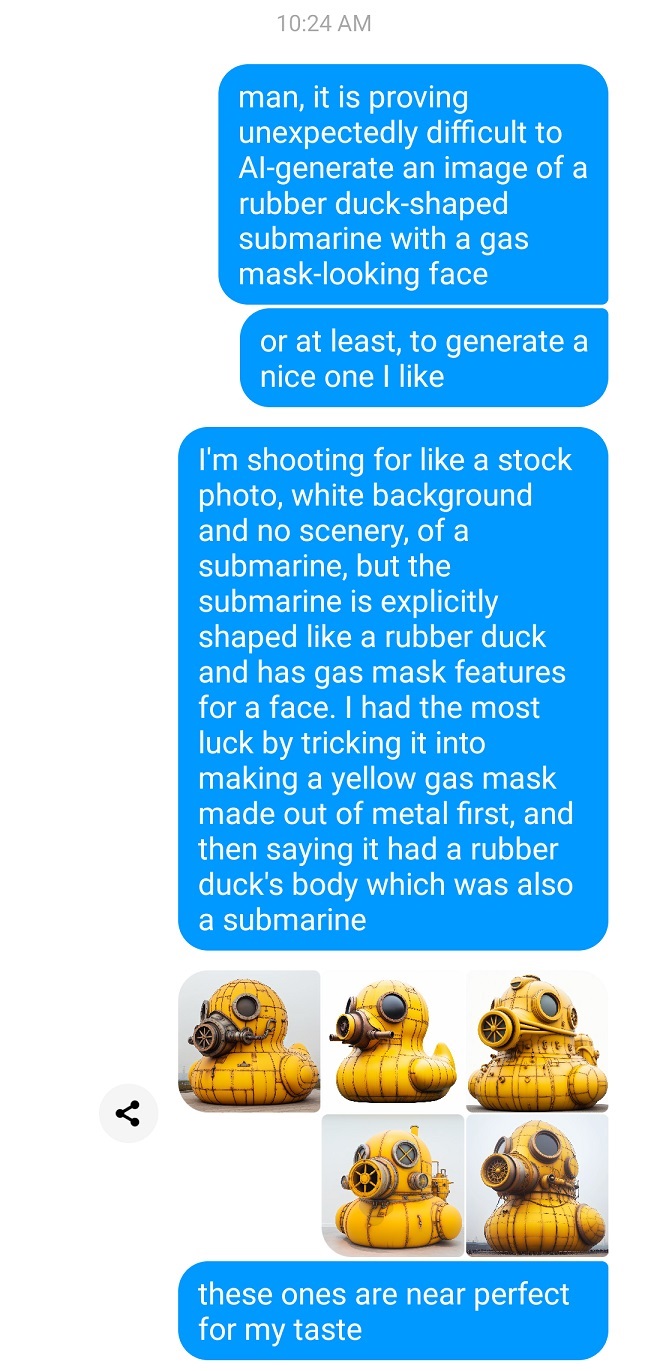 10:24 AM
man, it is proving
unexpectedly difficult to
AI-generate an image of a
rubber duck-shaped
submarine with a gas
mask-looking face
or at least, to generate a
nice one I like
I'm shooting for like a stock
photo, white background
and no scenery, of a
submarine, but the
submarine is explicitly
shaped like a rubber duck
and has gas mask features
for a face. I had the most
luck by tricking it into
making a yellow gas mask
made out of metal first, and
then saying it had a rubber
duck's body which was also
a submarine
these ones are near perfect
for my taste